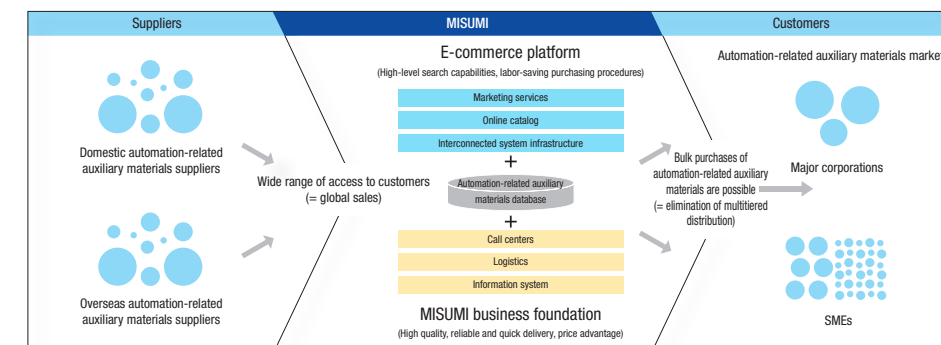 Suppliers
MISUMI
Customers
Domestic automation-related
auxiliary materials suppliers
Overseas automation-related
auxiliary materials suppliers
Wide range of access to customers
(= global sales)
E-commerce platform
(High-level search capabilities, labor-saving purchasing procedures)
Marketing services
Online catalog
Interconnected system infrastructure
+
Automation-related auxiliary
materials database
+
Call centers
Logistics
Information system
MISUMI business foundation
(High quality, reliable and quick delivery, price advantage)
Bulk purchases of
automation-related auxiliary
materials are possible
(= elimination of multitiered
distribution)
Automation-related auxiliary materials market
Major corporations
SMEs